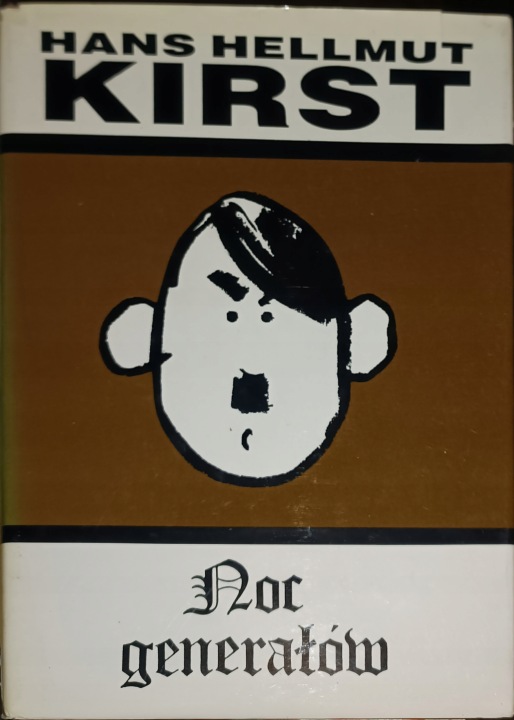 HANS HELLMUT
KIRST
Noc
generałów